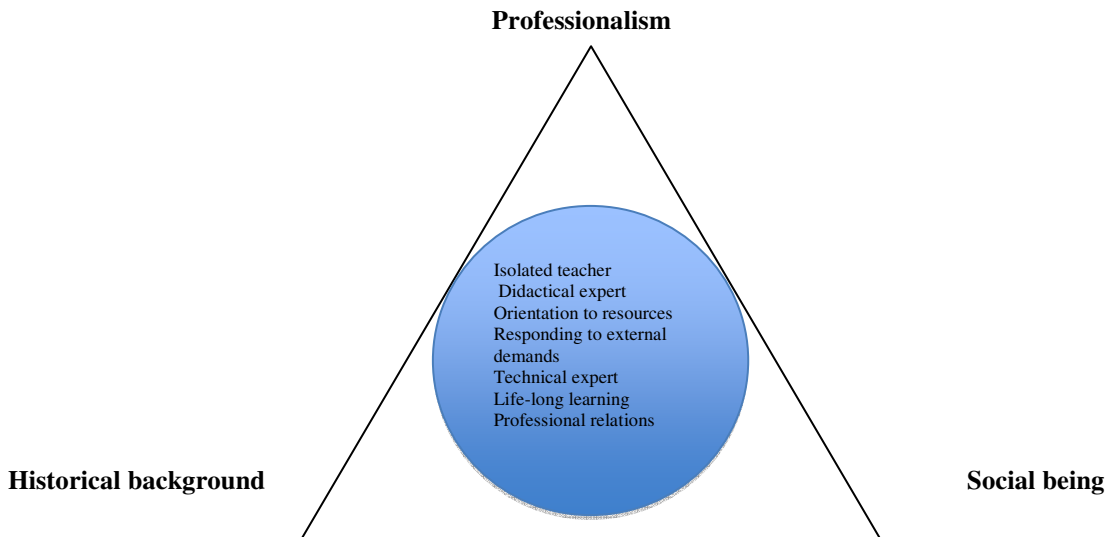 Professionalism
Isolated teacher
Didactical expert
Orientation to resources
Responding to external
demands
Technical expert
Life-long learning
Professional relations
Historical background
Social being